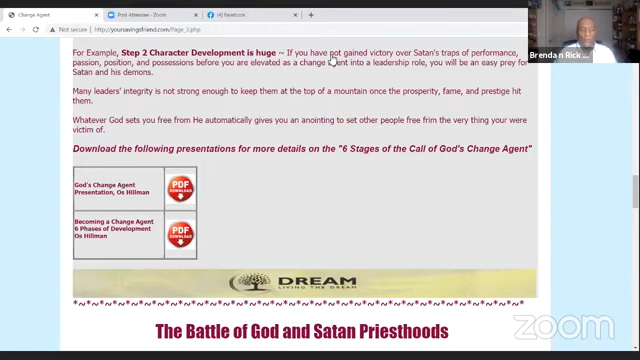 Change Agent
Post Attendee - Zoom
(4) Facebook
Not secure
yoursavingsfriend.com/Page_3.php
For Example, Step 2 Character Development is huge ~ If you have not gained victory over Satan's traps of performance,
passion, position, and possessions before you are elevated as a change agent into a leadership role, you will be an easy prey for
Satan and his demons.
Many leaders' integrity is not strong enough to keep them at the top of a mountain once the prosperity, fame, and prestige hit
them.
Whatever God sets you free from He automatically gives you an anointing to set other people free frim the very thing your were
victim of.
Download the following presentations for more details on the "6 Stages of the Call of God's Change Agent"
God's Change Agent
Presentation, Os Hillman
PDF
DOWNLOAD
Becoming a Change Agent
6 Phases of Development
Os Hillman
PDF
DOWNLOAD
DREAM
LIVING THE DREAM
*~*~*~*~*~*~*~*~*~*~*~*~*~*~*~*~*~*~*~*~*~*~*~*~*~*~*~*~*~*
The Battle of God and Satan Priesthoods
Brendan Rick
zoom